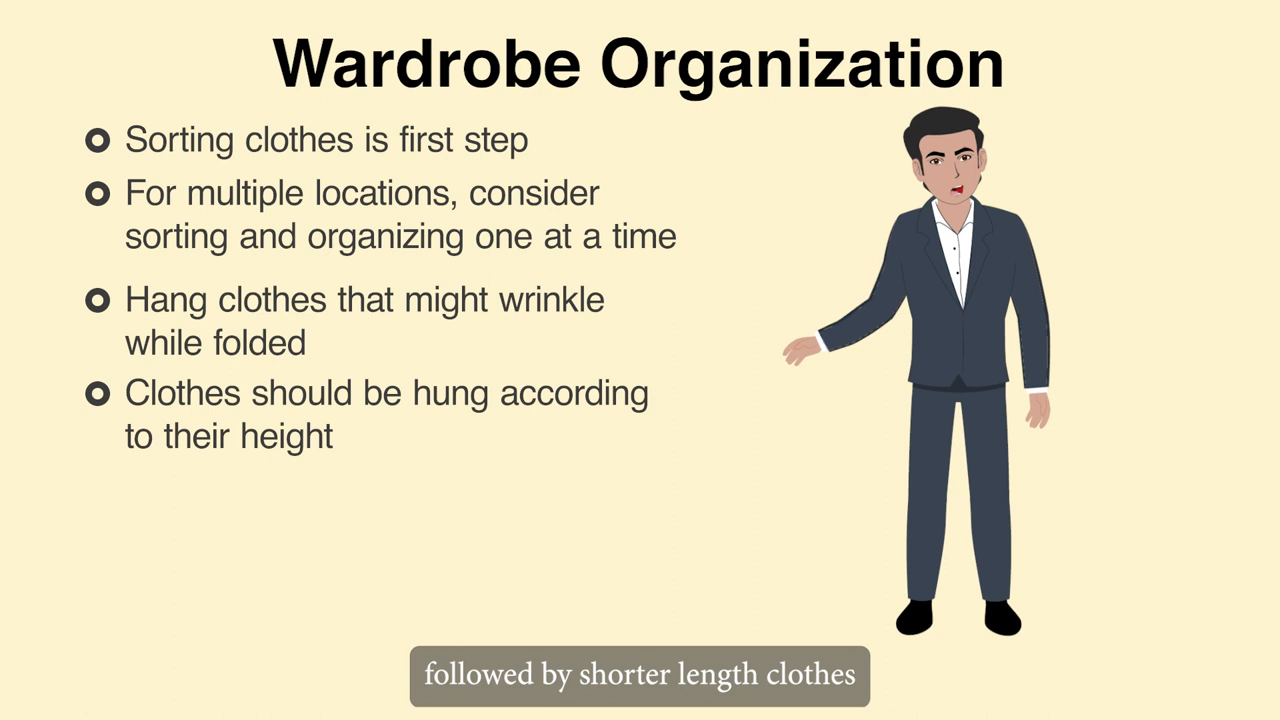 Wardrobe Organization
Sorting clothes is first step
For multiple locations, consider
sorting and organizing one at a time
Hang clothes that might wrinkle
while folded
Clothes should be hung according
to their height
followed by shorter length clothes